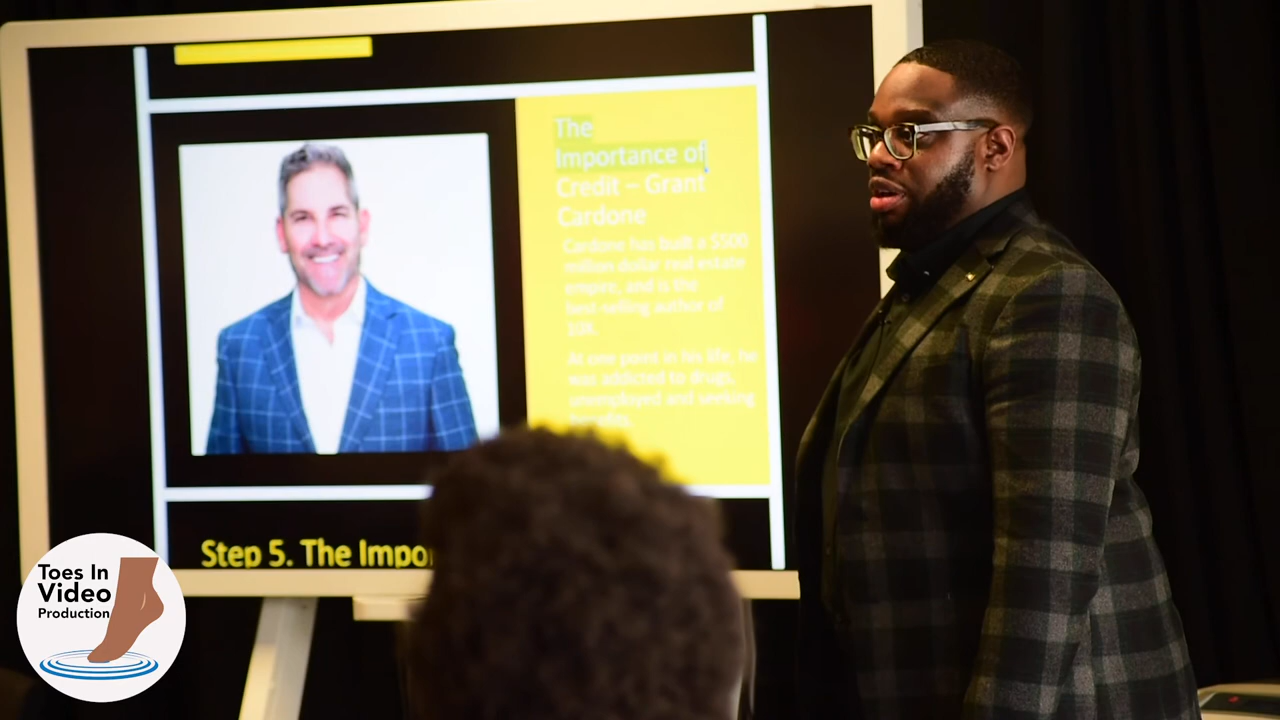 The
Importance of
Credit – Grant
Cardone
Cardone has built a $500
million dollar real estate
empire, and is the
best-selling author of
10X.
At one point in his life, he
was addicted to drugs,
unemployed and seeking
benefits.
Step 5. The Impo
Toes In
Video
Production